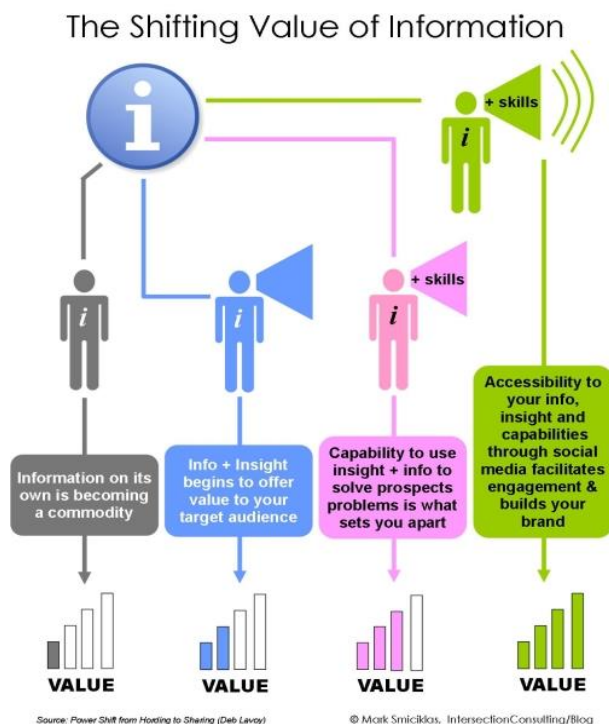 The Shifting Value of Information
i
+ skills
i
i
i
+ skills
i
Information on its
own is becoming
a commodity
Info + Insight
begins to offer
value to your
target audience
Capability to use
insight + info to
solve prospects
problems is what
sets you apart
Accessibility to
your info,
insight and
capabilities
through social
media facilitates
engagement &
builds your
brand
VALUE
VALUE
VALUE
VALUE
Source: Power Shift from Hording to Sharing (Deb Lavoy)
© Mark Smiciklas, IntersectionConsulting/Blog